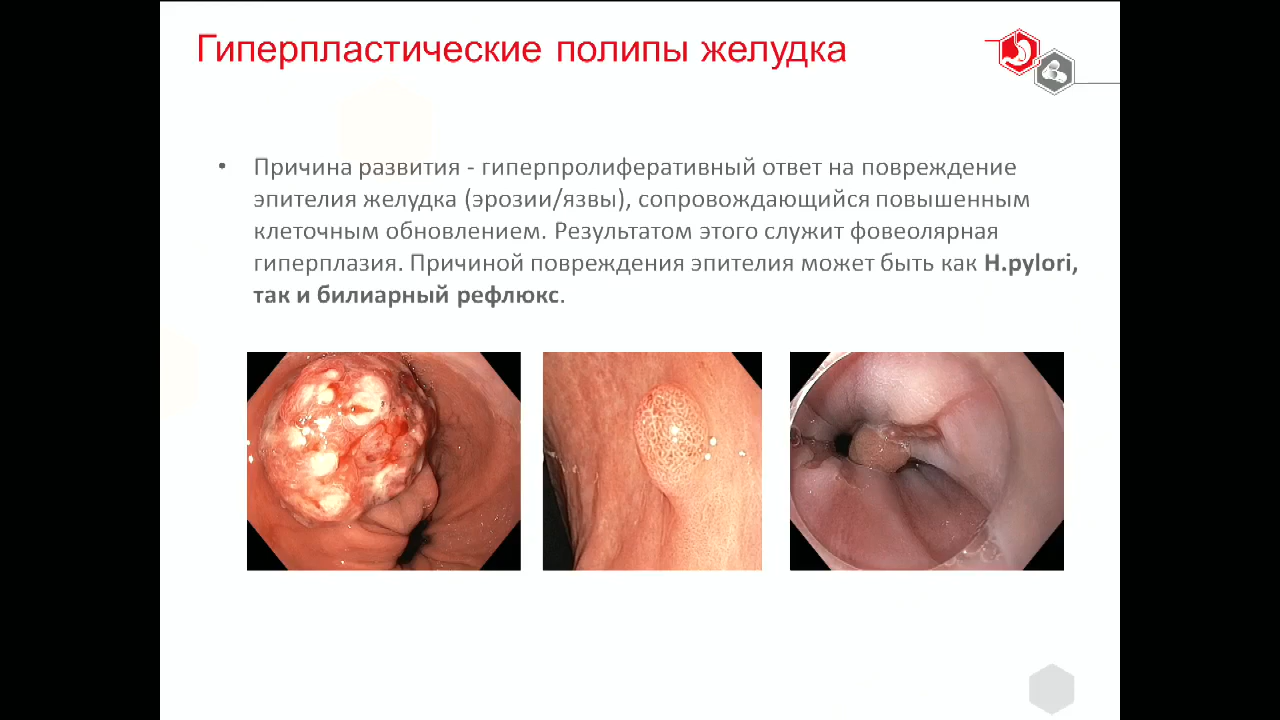 Гиперпластические полипы желудка
• Причина развития - гиперпролиферативный ответ на повреждение
эпителия желудка (эрозии/язвы), сопровождающийся повышенным
клеточным обновлением. Результатом этого служит фовеолярная
гиперплазия. Причиной повреждения эпителия может быть как H.pylori,
так и билиарный рефлюкс.